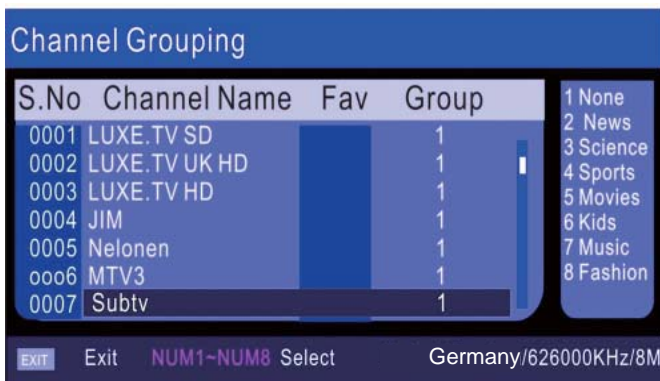 Channel Grouping
S.No Channel Name Fav Group
0001 LUXE.TV SD 1
0002 LUXE.TV UK HD 1
0003 LUXE.TV HD 1
0004 JIM 1
0005 Nelonen 1
ooo6 MTV3 1
0007 Subtv 1
1 None
2 News
3 Science
4 Sports
5 Movies
6 Kids
7 Music
8 Fashion
EXIT Exit NUM1~NUM8 Select Germany/626000KHz/8M